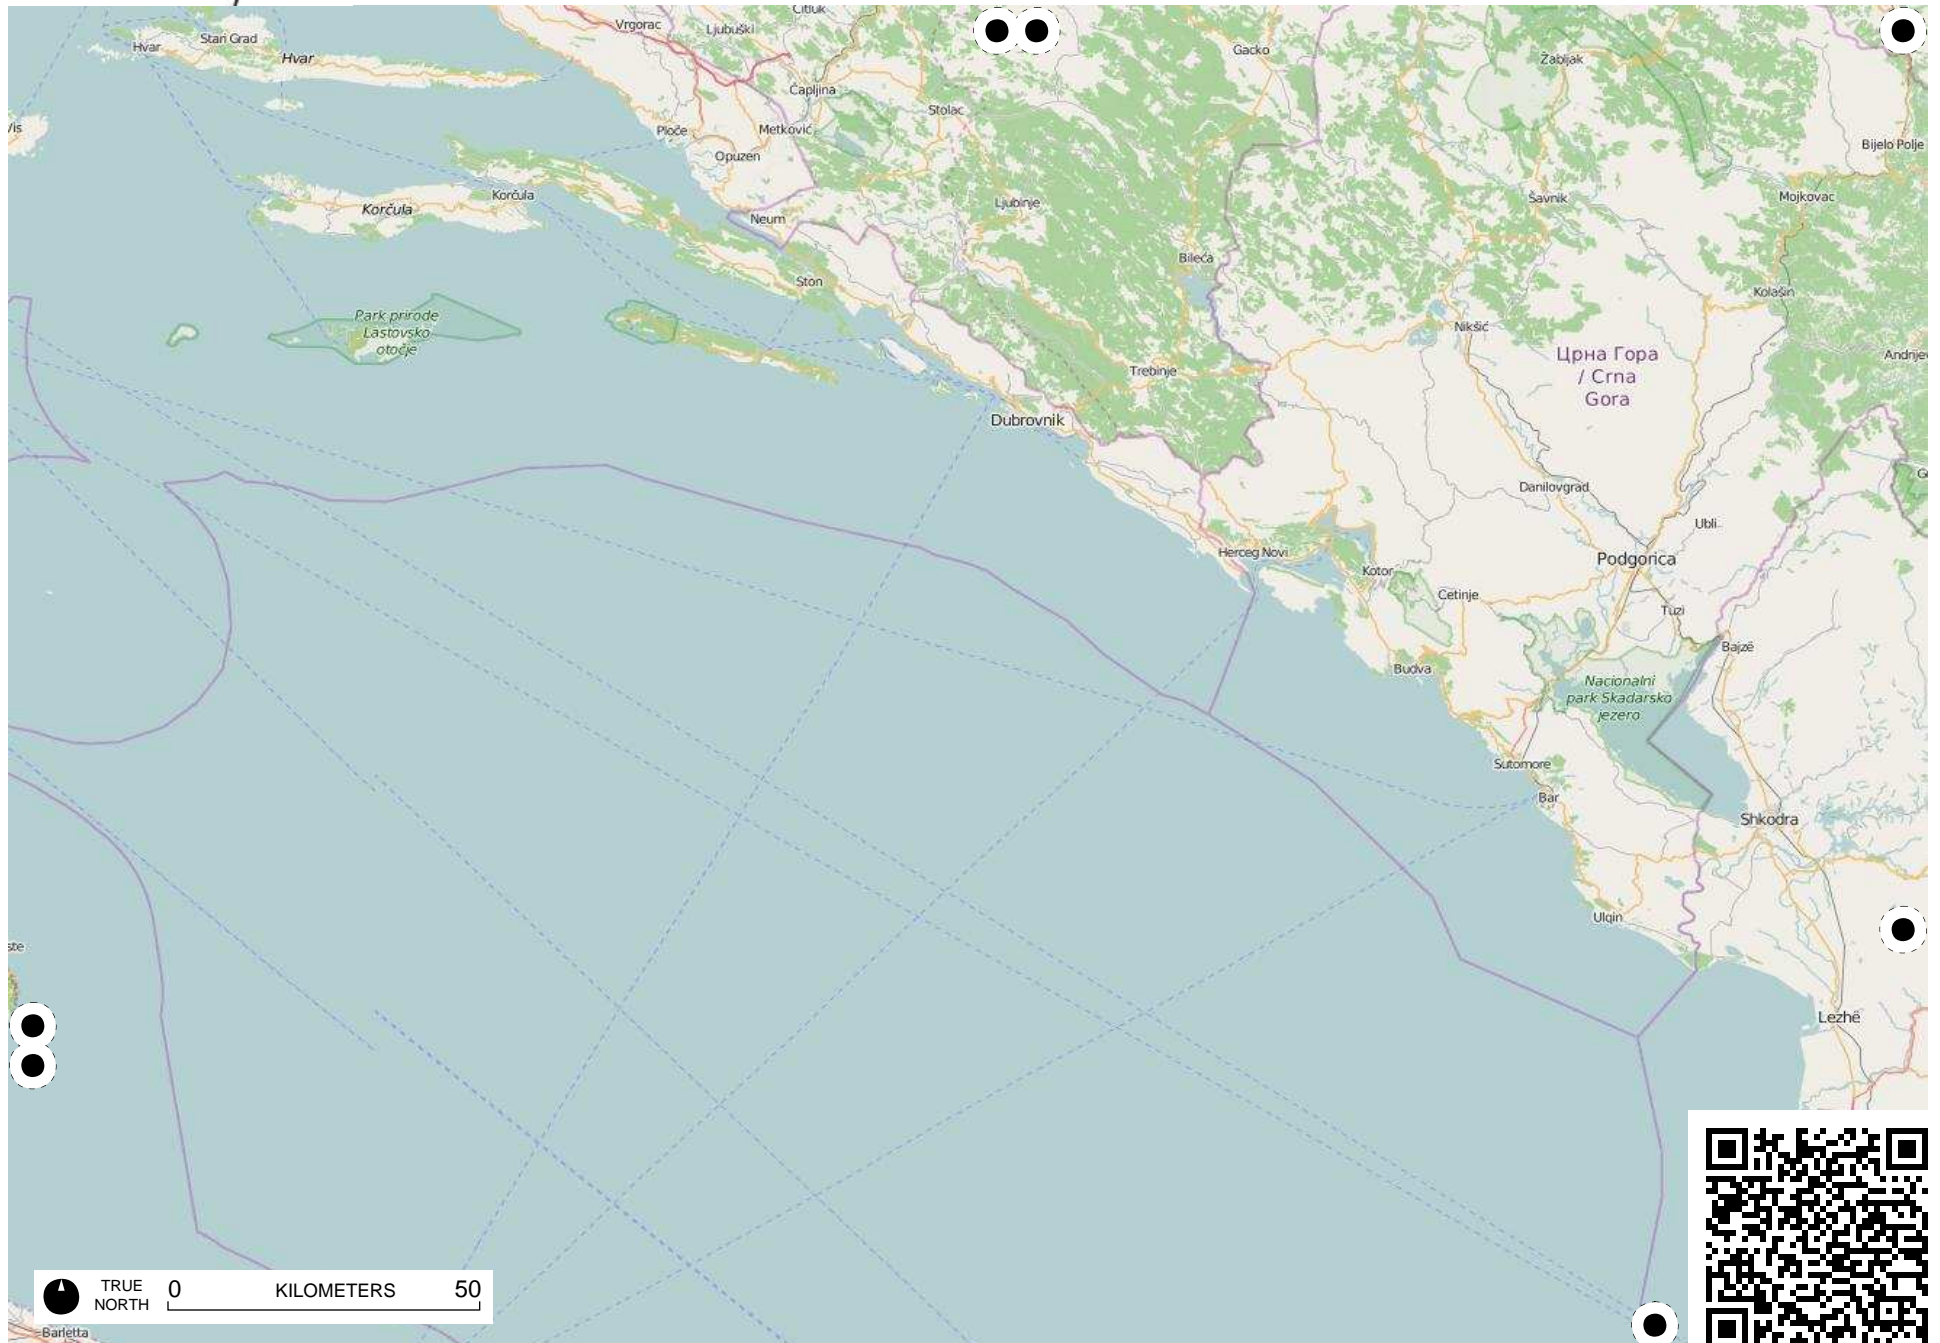 Čitluk
Vrgorac
Ljubuški
Stari Grad
Hvar
Hvar
Gacko
Žabljak
Čapljina
Stolac
Vis
Ploče
Metković
Opuzen
Bijelo Polje
Korčula
Korčula
Ljubinje
Šavnik
Mojkovac
Neum
Bileća
Ston
Kolašin
Park prirode
Lastovsko
otočje
Nikšić
Црна Гора
/ Crna
Gora
Trebinje
Dubrovnik
Danilovgrad
Ubli
Herceg Novi
Podgorica
Kotor
Cetinje
Tuzi
Bajzë
Budva
Nacionalni
park Skadarsko
jezero
Sutomore
Bar
Shkodra
Ulqin
Lezhë
TRUE
NORTH
0 KILOMETERS 50
Barletta